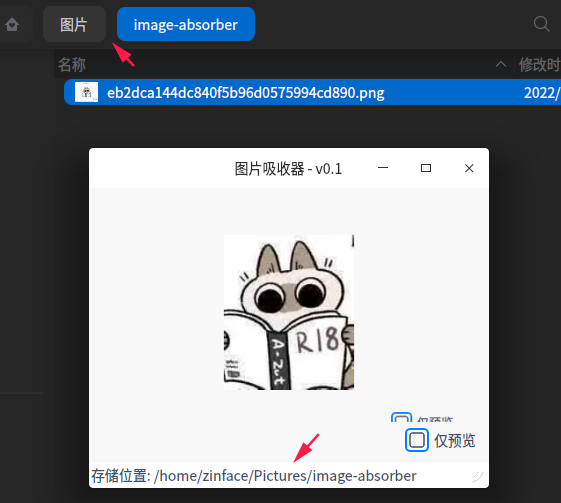 图片 image-absorber
名称 修改时
eb2dca144dc840f5b96d0575994cd890.png 2022/
图片吸收器 - v0.1
R18
仅预览
仅预览
存储位置: /home/zinface/Pictures/image-absorber